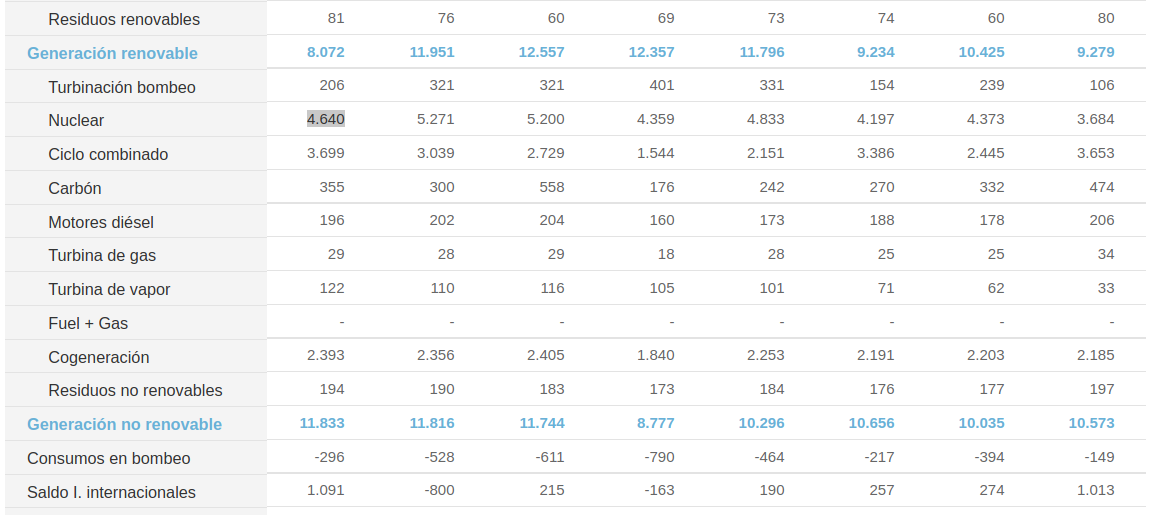 Residuos renovables 81 76 60 69 73 74 60 80
Generación renovable 8.072 11.951 12.557 12.357 11.796 9.234 10.425 9.279
Turbinación bombeo 206 321 321 401 331 154 239 106
Nuclear 4.640 5.271 5.200 4.359 4.833 4.197 4.373 3.684
Ciclo combinado 3.699 3.039 2.729 1.544 2.151 3.386 2.445 3.653
Carbón 355 300 558 176 242 270 332 474
Motores diésel 196 202 204 160 173 188 178 206
Turbina de gas 29 28 29 18 28 25 25 34
Turbina de vapor 122 110 116 105 101 71 62 33
Fuel + Gas - - - - - - - -
Cogeneración 2.393 2.356 2.405 1.840 2.253 2.191 2.203 2.185
Residuos no renovables 194 190 183 173 184 176 177 197
Generación no renovable 11.833 11.816 11.744 8.777 10.296 10.656 10.035 10.573
Consumos en bombeo -296 -528 -611 -790 -464 -217 -394 -149
Saldo I. internacionales 1.091 -800 215 -163 190 257 274 1.013